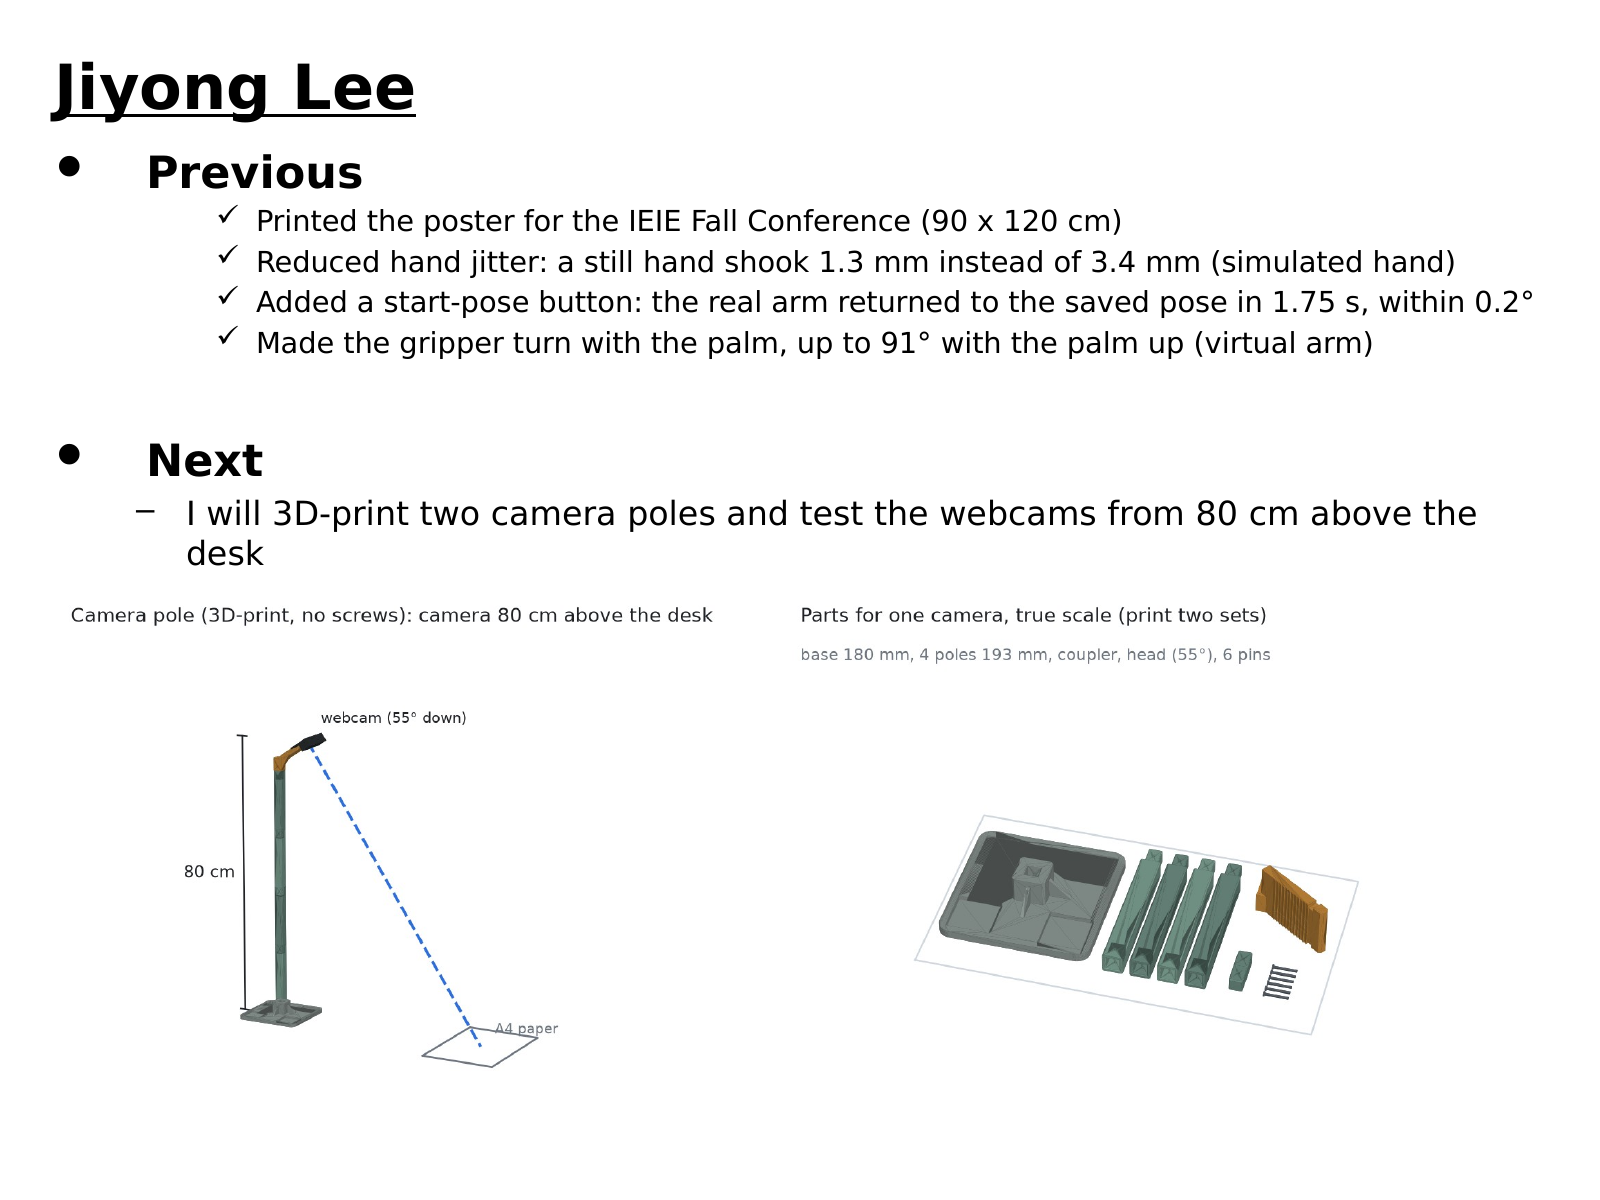 Jiyong Lee
• Previous
✓ Printed the poster for the IEIE Fall Conference (90 x 120 cm)
✓ Reduced hand jitter: a still hand shook 1.3 mm instead of 3.4 mm (simulated hand)
✓ Added a start-pose button: the real arm returned to the saved pose in 1.75 s, within 0.2°
✓ Made the gripper turn with the palm, up to 91° with the palm up (virtual arm)
• Next
– I will 3D-print two camera poles and test the webcams from 80 cm above the
desk
Camera pole (3D-print, no screws): camera 80 cm above the desk
webcam (55° down)
80 cm
A4 paper
Parts for one camera, true scale (print two sets)
base 180 mm, 4 poles 193 mm, coupler, head (55°), 6 pins